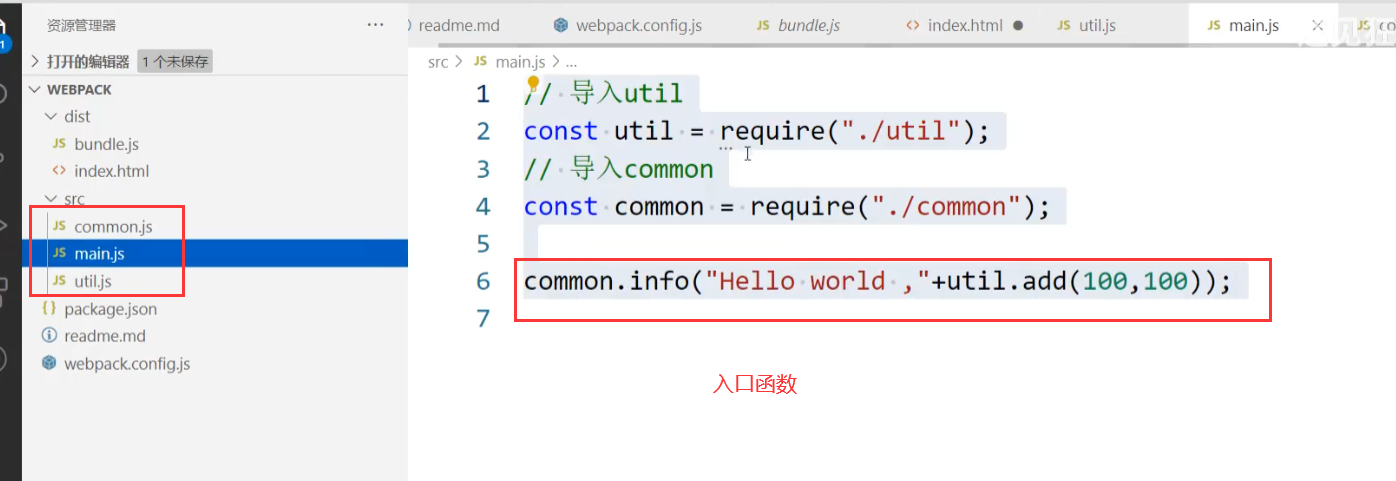 资源管理器
···
readme.md
webpack.config.js
JS bundle.js
<> index.html
JS util.js
JS main.js
JS
打开的编辑器 1 个未保存
src > JS main.js > ...
WEBPACK
dist
JS bundle.js
<> index.html
src
JS common.js
JS main.js
JS util.js
{} package.json
readme.md
webpack.config.js
1 // 导入util
2 const util = require("./util");
3 // 导入common
4 const common = require("./common");
5
6 common.info("Hello world ,"+util.add(100,100));
7
入口函数